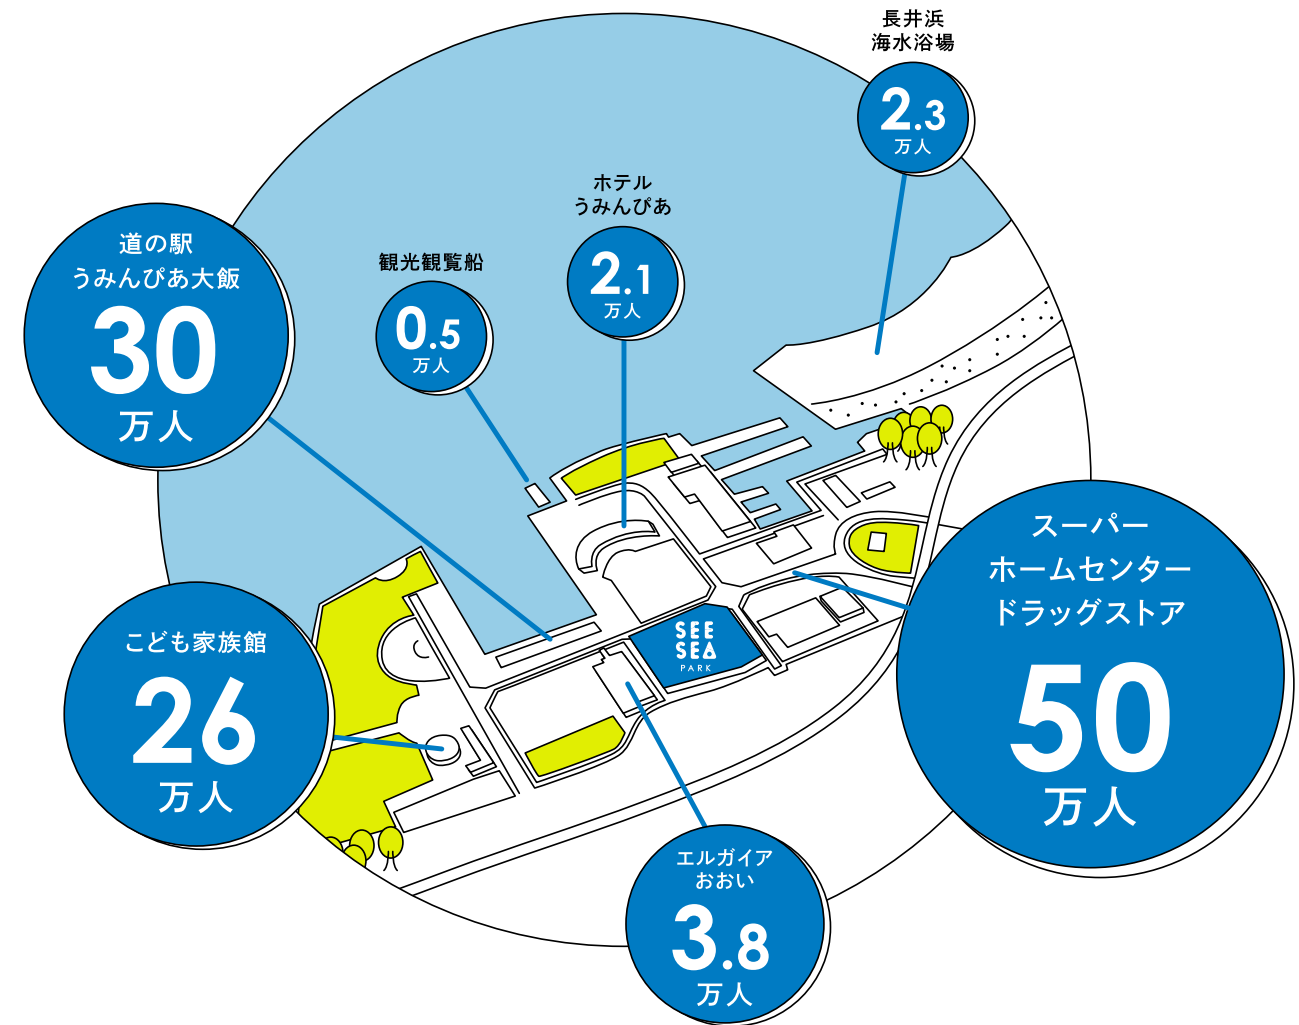 長井浜
海水浴場
2.3
万人
ホテル
うみんぴあ
2.1
万人
観光観覧船
0.5
万人
道の駅
うみんぴあ大飯
30
万人
スーパー
ホームセンター
ドラッグストア
50
万人
SEE
SEA
PARK
こども家族館
26
万人
エルガイア
おおい
3.8
万人